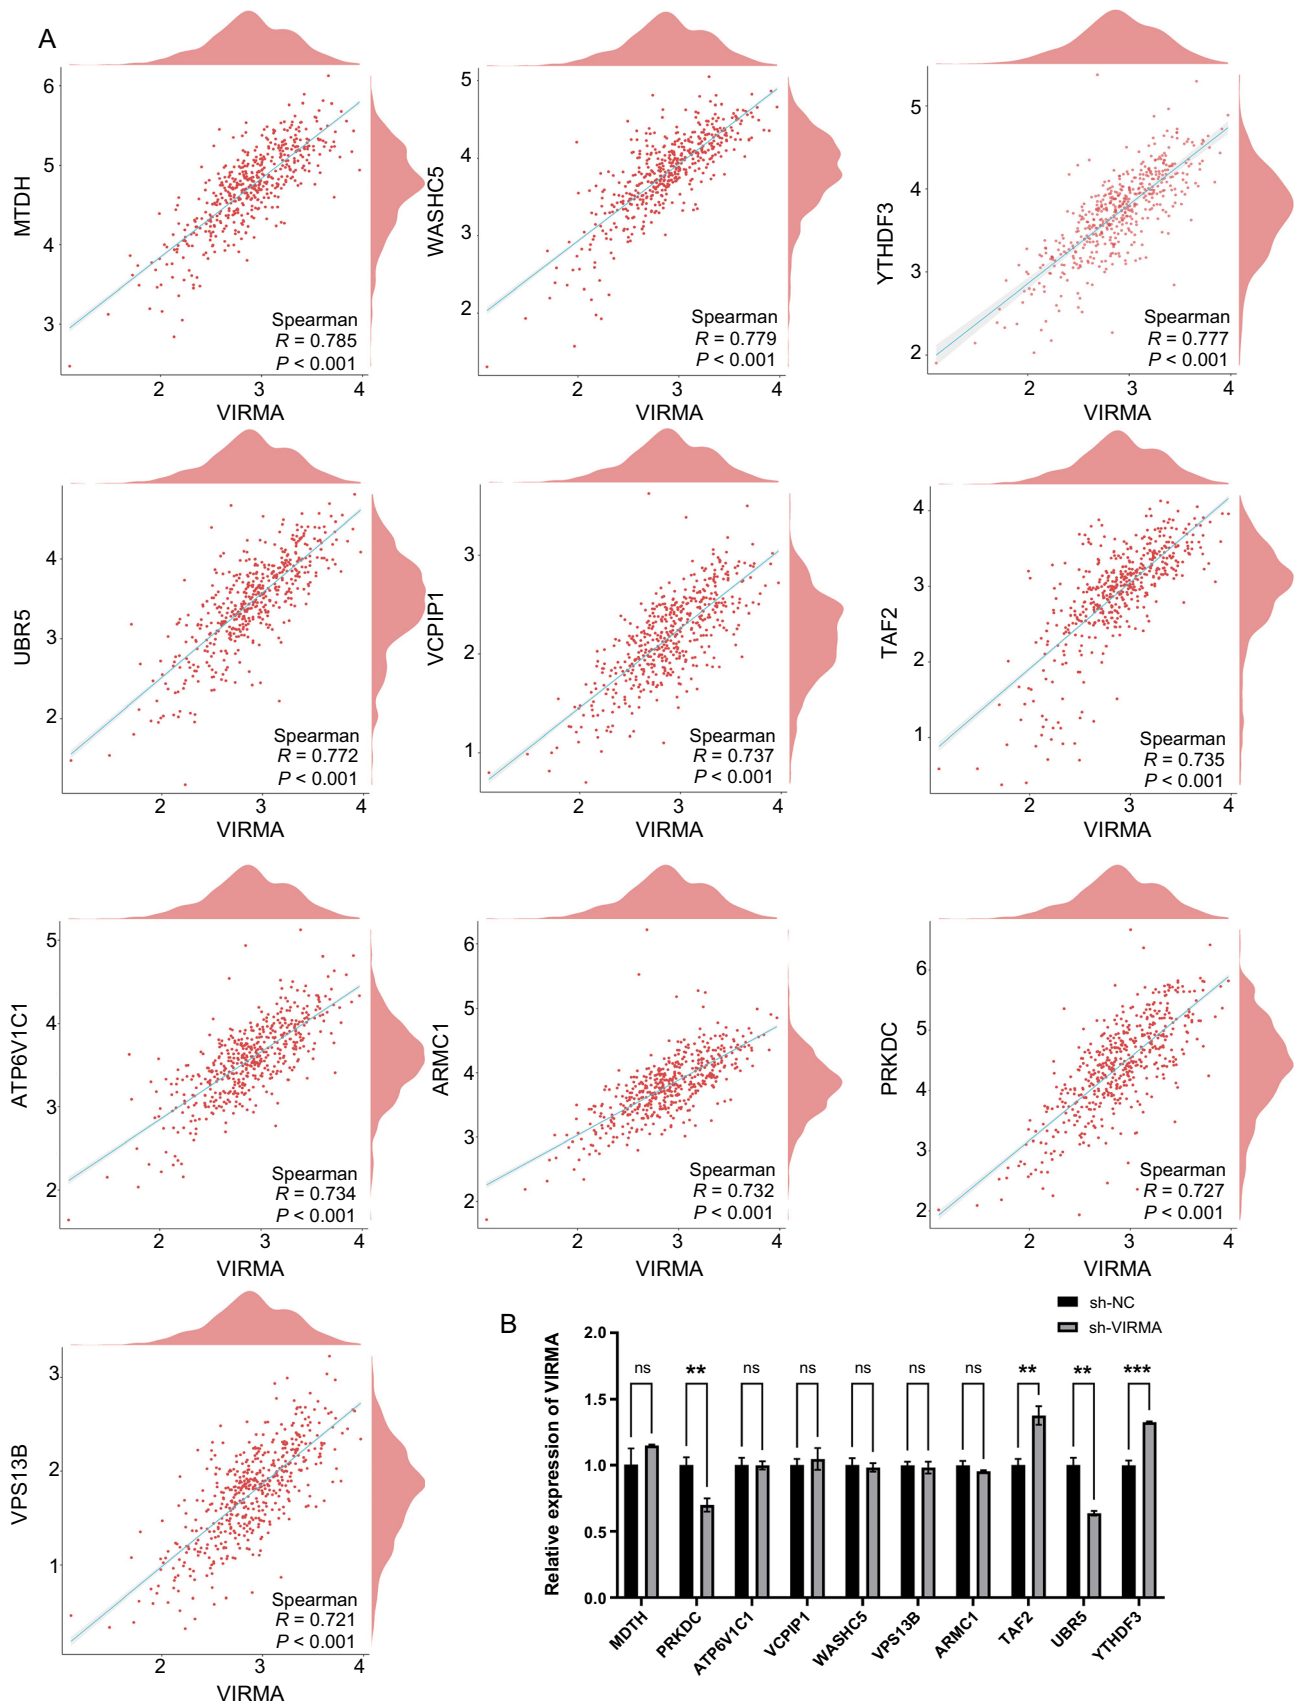 A
MTDH
6
5
4
3
Spearman
R = 0.785
P < 0.001
2 3 4
VIRMA
WASHC5
5
4
3
2
Spearman
R = 0.779
P < 0.001
2 3 4
VIRMA
YTHDF3
5
4
3
2
Spearman
R = 0.777
P < 0.001
2 3 4
VIRMA
UBR5
4
3
2
Spearman
R = 0.772
P < 0.001
2 3 4
VIRMA
VCPIP1
3
2
1
Spearman
R = 0.737
P < 0.001
2 3 4
VIRMA
TAF2
4
3
2
1
Spearman
R = 0.735
P < 0.001
2 3 4
VIRMA
ATP6V1C1
5
4
3
2
Spearman
R = 0.734
P < 0.001
2 3 4
VIRMA
ARMC1
6
5
4
3
2
Spearman
R = 0.732
P < 0.001
2 3 4
VIRMA
PRKDC
6
5
4
3
2
Spearman
R = 0.727
P < 0.001
2 3 4
VIRMA
VPS13B
3
2
1
Spearman
R = 0.721
P < 0.001
2 3 4
VIRMA
B
sh-NC
sh-VIRMA
Relative expression of VIRMA
2.0
1.5
1.0
0.5
0.0
ns ** ns ns ns ns ns ** ** ***
MDTH PRKDC ATP6V1C1 VCPIP1 WASHC5 VPS13B ARMC1 TAF2 UBR5 YTHDF3